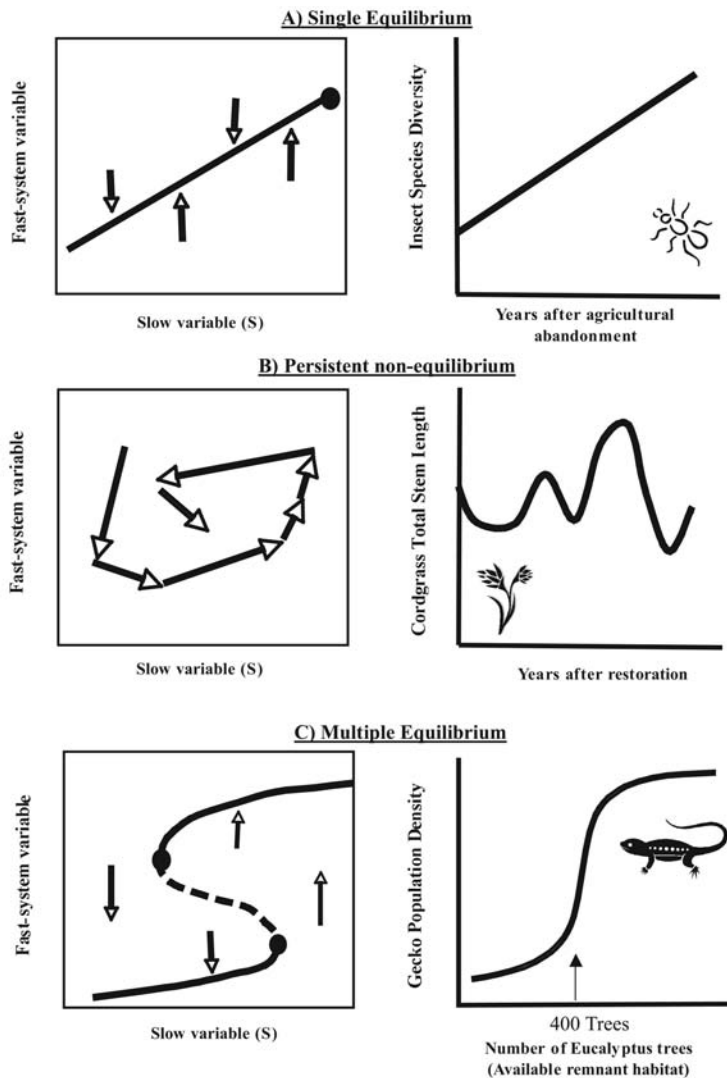 A) Single Equilibrium
Fast-system variable
Slow variable (S)
Insect Species Diversity
Years after agricultural
abandonment
B) Persistent non-equilibrium
Fast-system variable
Slow variable (S)
Cordgrass Total Stem Length
Years after restoration
C) Multiple Equilibrium
Fast-system variable
Slow variable (S)
Gecko Population Density
400 Trees
Number of Eucalyptus trees
(Available remnant habitat)